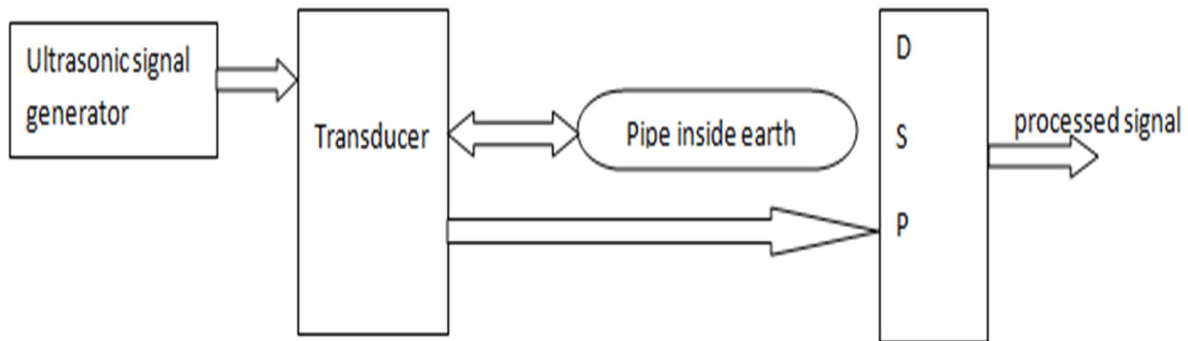 Ultrasonic signal
generator
Transducer
Pipe inside earth
D
S
P
processed signal